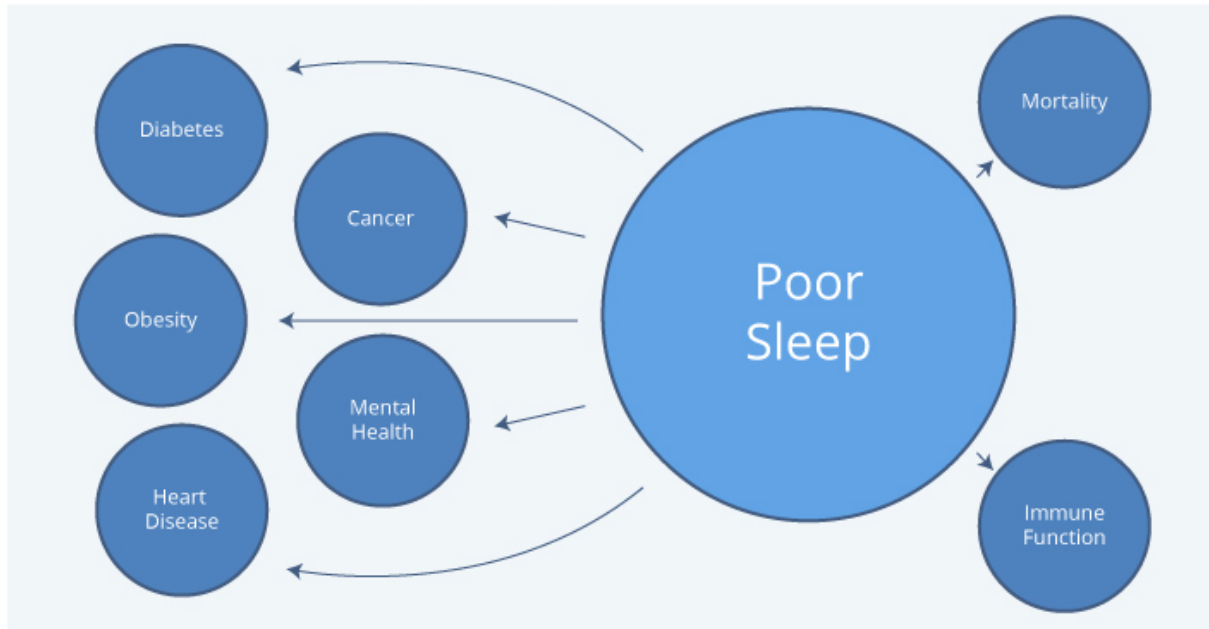 Diabetes
Cancer
Obesity
Mental
Health
Heart
Disease
Poor
Sleep
Mortality
Immune
Function